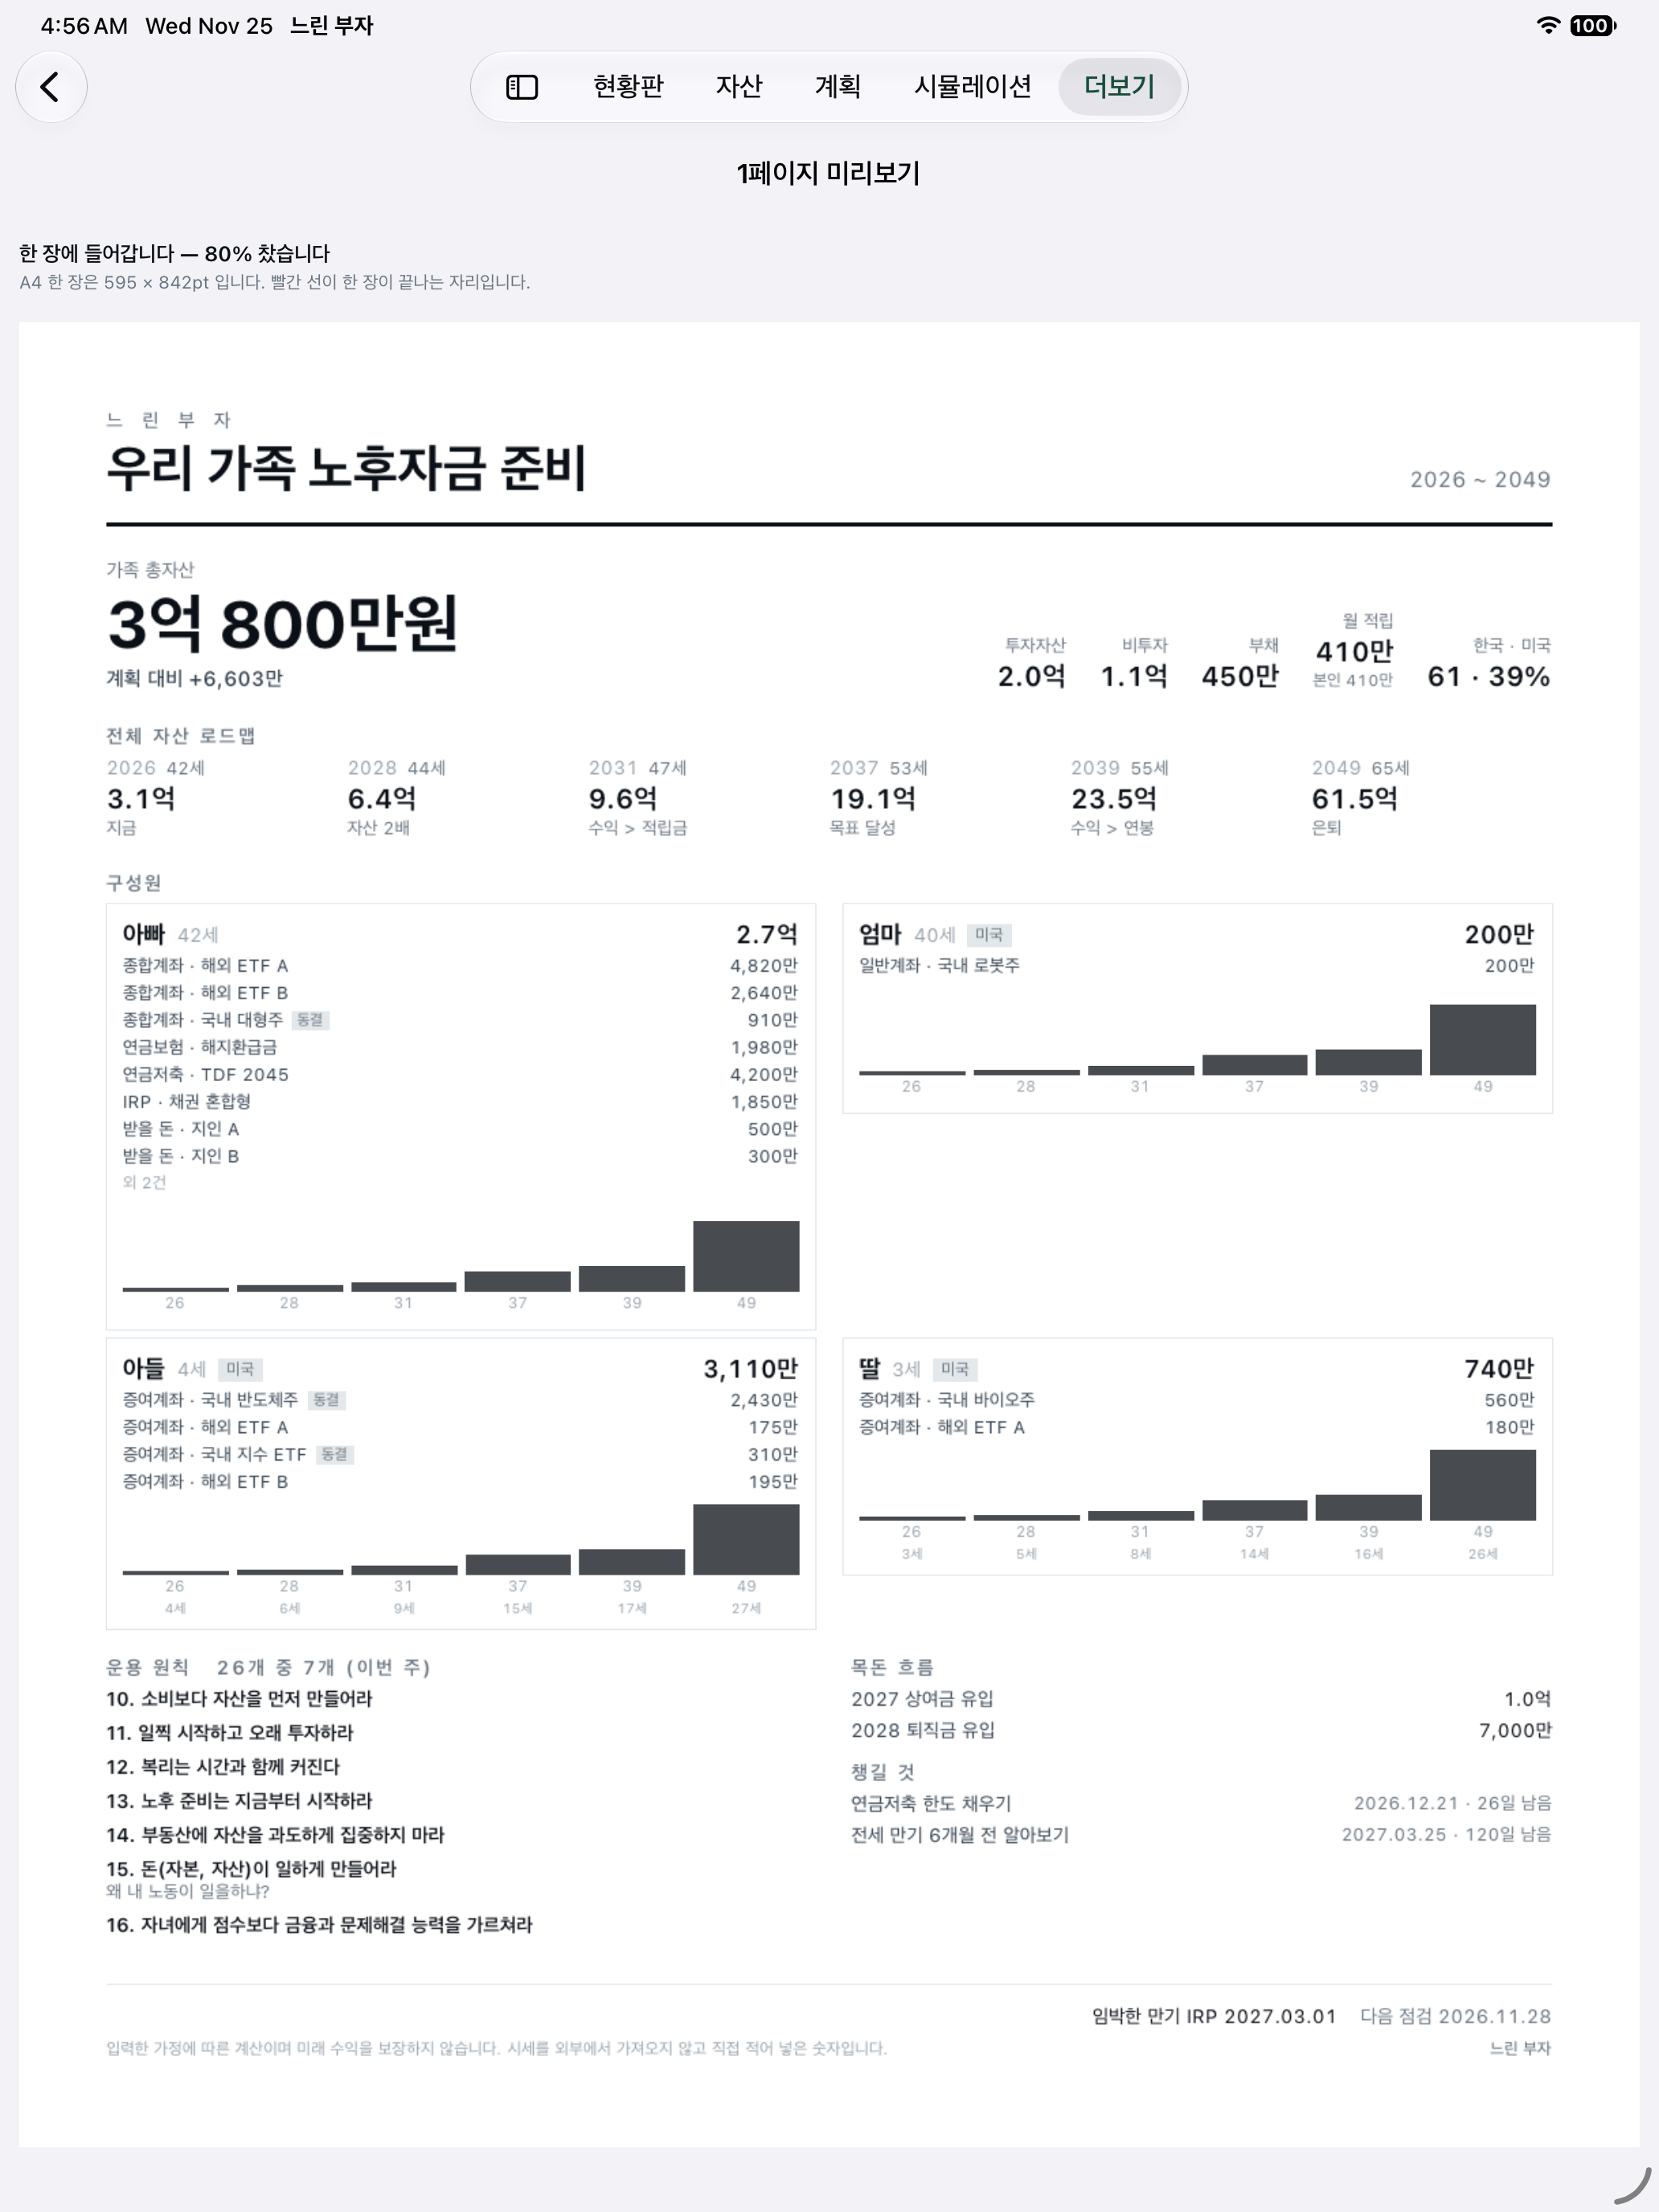 4:56 AM Wed Nov 25 느린 부자
100
현황판 자산 계획 시뮬레이션 더보기
1페이지 미리보기
한 장에 들어갑니다 — 80% 찼습니다
A4 한 장은 595 × 842pt 입니다. 빨간 선이 한 장이 끝나는 자리입니다.
느 린 부 자
우리 가족 노후자금 준비
2026 ~ 2049
가족 총자산
3억 800만원
계획 대비 +6,603만
투자자산
2.0억
비투자
1.1억
부채
450만
월 적립
410만
본인 410만
한국 · 미국
61 · 39%
전체 자산 로드맵
2026 42세
3.1억
지금
2028 44세
6.4억
자산 2배
2031 47세
9.6억
수익 > 적립금
2037 53세
19.1억
목표 달성
2039 55세
23.5억
수익 > 연봉
2049 65세
61.5억
은퇴
구성원
아빠 42세 2.7억
종합계좌 · 해외 ETF A 4,820만
종합계좌 · 해외 ETF B 2,640만
종합계좌 · 국내 대형주 동결 910만
연금보험 · 해지환급금 1,980만
연금저축 · TDF 2045 4,200만
IRP · 채권 혼합형 1,850만
받을 돈 · 지인 A 500만
받을 돈 · 지인 B 300만
외 2건
26 28 31 37 39 49
엄마 40세 미국 200만
일반계좌 · 국내 로봇주 200만
26 28 31 37 39 49
아들 4세 미국 3,110만
증여계좌 · 국내 반도체주 동결 2,430만
증여계좌 · 해외 ETF A 175만
증여계좌 · 국내 지수 ETF 동결 310만
증여계좌 · 해외 ETF B 195만
26 28 31 37 39 49
4세 6세 9세 15세 17세 27세
딸 3세 미국 740만
증여계좌 · 국내 바이오주 560만
증여계좌 · 해외 ETF A 180만
26 28 31 37 39 49
3세 5세 8세 14세 16세 26세
운용 원칙 26개 중 7개 (이번 주)
10. 소비보다 자산을 먼저 만들어라
11. 일찍 시작하고 오래 투자하라
12. 복리는 시간과 함께 커진다
13. 노후 준비는 지금부터 시작하라
14. 부동산에 자산을 과도하게 집중하지 마라
15. 돈(자본, 자산)이 일하게 만들어라
왜 내 노동이 일을하냐?
16. 자녀에게 점수보다 금융과 문제해결 능력을 가르쳐라
목돈 흐름
2027 상여금 유입 1.0억
2028 퇴직금 유입 7,000만
챙길 것
연금저축 한도 채우기 2026.12.21 · 26일 남음
전세 만기 6개월 전 알아보기 2027.03.25 · 120일 남음
임박한 만기 IRP 2027.03.01 다음 점검 2026.11.28
입력한 가정에 따른 계산이며 미래 수익을 보장하지 않습니다. 시세를 외부에서 가져오지 않고 직접 적어 넣은 숫자입니다.
느린 부자